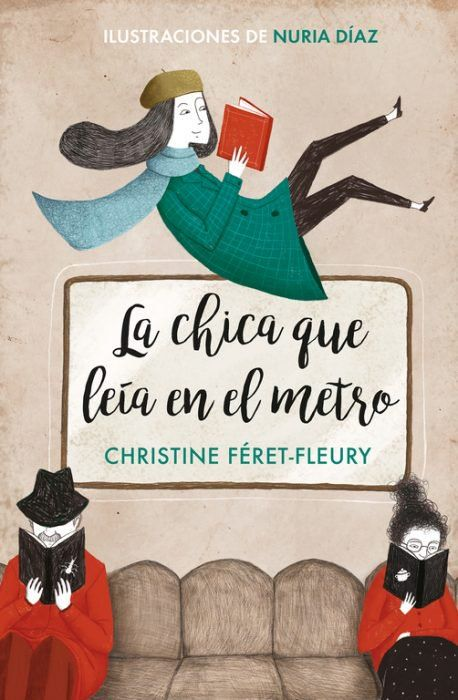 ILUSTRACIONES DE NURIA DÍAZ
La chica que
leía en el metro
CHRISTINE FÉRET-FLEURY